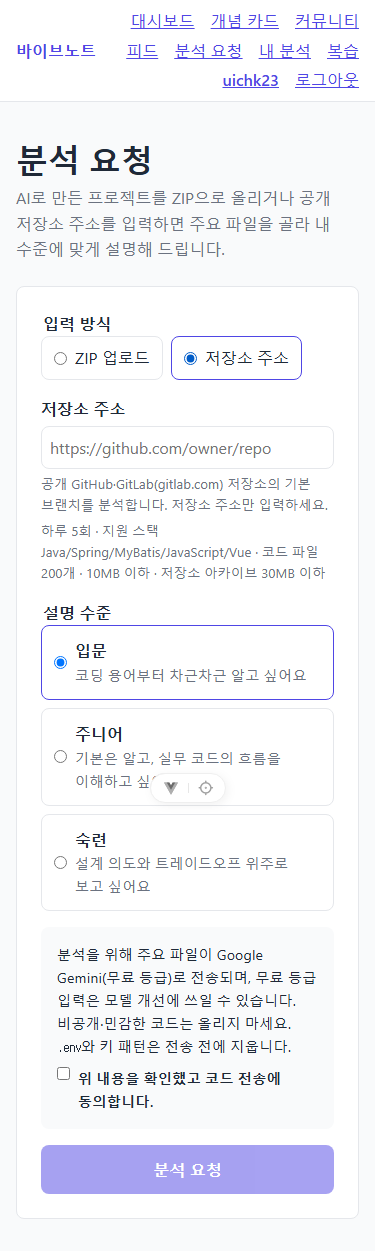 대시보드 개념 카드 커뮤니티
바이브노트 피드 분석 요청 내 분석 복습
uichk23 로그아웃
분석 요청
AI로 만든 프로젝트를 ZIP으로 올리거나 공개
저장소 주소를 입력하면 주요 파일을 골라 내
수준에 맞게 설명해 드립니다.
입력 방식
ZIP 업로드 저장소 주소
저장소 주소
https://github.com/owner/repo
공개 GitHub·GitLab(gitlab.com) 저장소의 기본
브랜치를 분석합니다. 저장소 주소만 입력하세요.
하루 5회 · 지원 스택
Java/Spring/MyBatis/JavaScript/Vue · 코드 파일
200개 · 10MB 이하 · 저장소 아카이브 30MB 이하
설명 수준
입문
코딩 용어부터 차근차근 알고 싶어요
주니어
기본은 알고, 실무 코드의 흐름을
이해하고
숙련
설계 의도와 트레이드오프 위주로
보고 싶어요
분석을 위해 주요 파일이 Google
Gemini(무료 등급)로 전송되며, 무료 등급
입력은 모델 개선에 쓰일 수 있습니다.
비공개·민감한 코드는 올리지 마세요.
.env와 키 패턴은 전송 전에 지웁니다.
위 내용을 확인했고 코드 전송에
동의합니다.
분석 요청